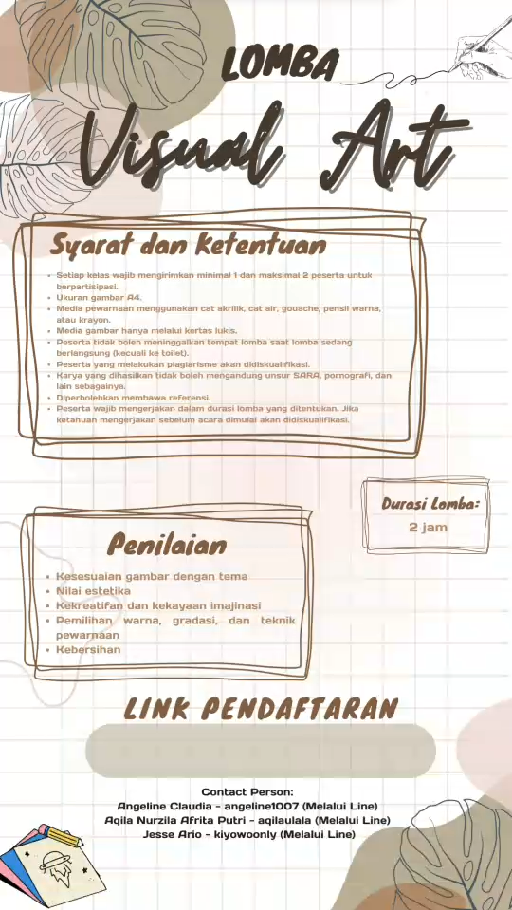 LOMBA
Visual Art
Syarat dan Ketentuan
• Setiap kelas wajib mengirimkan minimal 1 dan maksimal 2 peserta untuk
berpartisipasi.
• Ukuran gambar A4.
• Media pewarnaan menggunakan cat akrilik, cat air, gousche, pensil warna,
atau krayon.
• Media gambar hanya melalui kertas lukis.
• Peserta tidak boleh meninggalkan tempat lomba saat lomba sedang
berlangsung (kecuali ke toilet).
• Peserta yang melakukan plagiarisme akan didiskualifikasi.
• Karya yang dihasilkan tidak boleh mengandung unsur SARA, pornografi, dan
lain sebagainya.
• Diperbolehkan membawa referensi
• Peserta wajib mengerjakan dalam durasi lomba yang ditentukan. Jika
ketahuan mengerjakan sebelum acara dimulai akan didiskualifikasi.
Durasi Lomba:
2 jam
Penilaian
• Kesesuaian gambar dengan tema
• Nilai estetika
• Kekreatifan dan kekayaan imajinasi
• Pemilihan warna, gradasi, dan teknik
pewarnaan
• Kebersihan
LINK PENDAFTARAN
Contact Person:
Angeline Claudia - angeline1007 (Melalui Line)
Aqila Nurzila Afrita Putri - aqilaulala (Melalui Line)
Jesse Ario - kiyowoonly (Melalui Line)